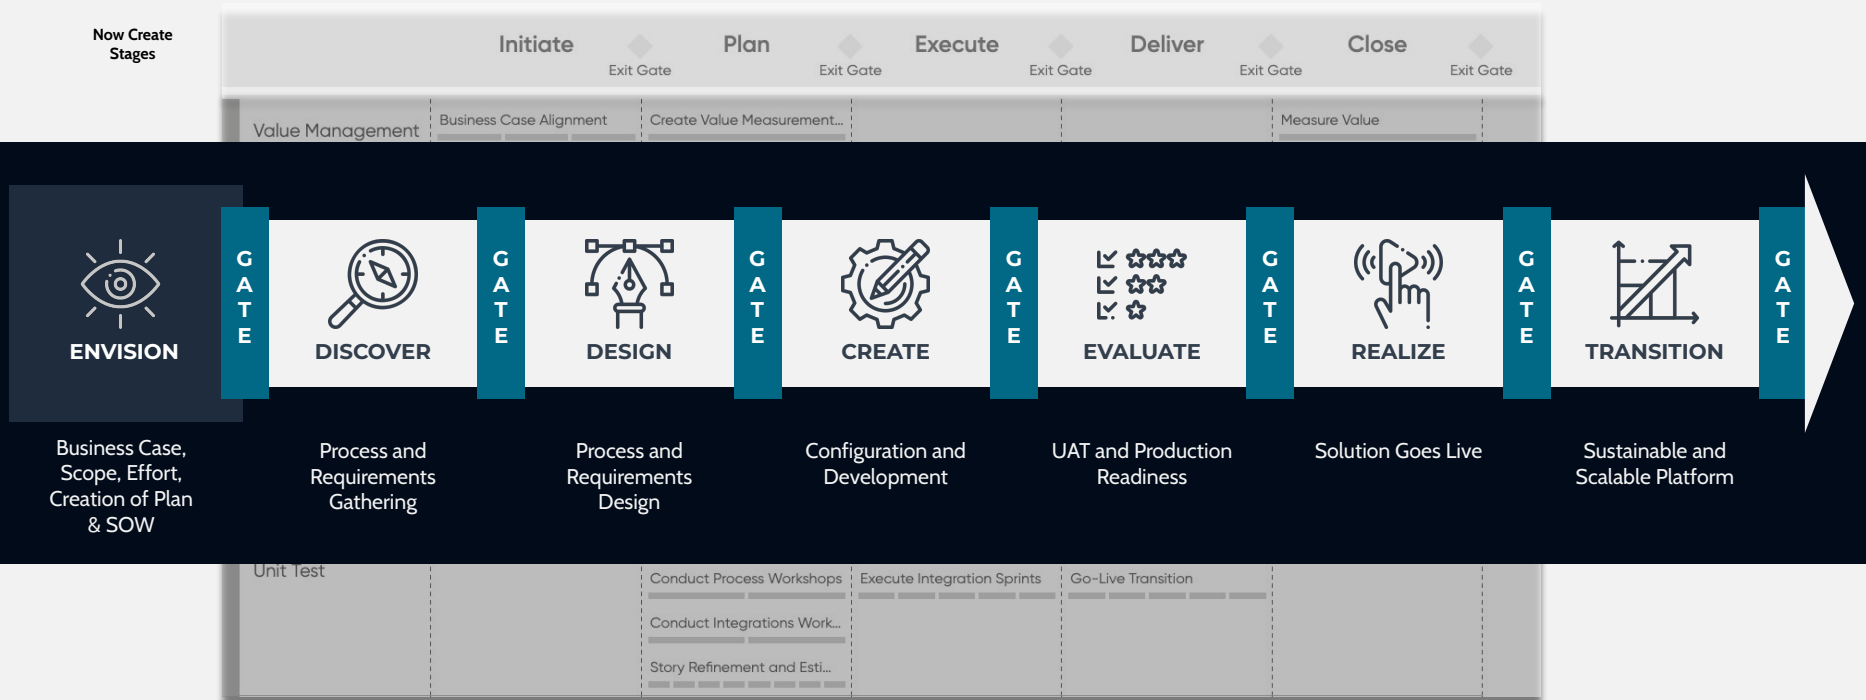 Now Create
Stages
Initiate
Plan
Execute
Deliver
Close
Exit Gate
Exit Gate
Exit Gate
Exit Gate
Exit Gate
Value Management
Business Case Alignment
Create Value Measurement...
Measure Value
GATE
GATE
GATE
GATE
GATE
GATE
GATE
ENVISION
DISCOVER
DESIGN
CREATE
EVALUATE
REALIZE
TRANSITION
Business Case,
Scope, Effort,
Creation of Plan
& SOW
Process and
Requirements
Gathering
Process and
Requirements
Design
Configuration and
Development
UAT and Production
Readiness
Solution Goes Live
Sustainable and
Scalable Platform
Unit Test
Conduct Process Workshops
Execute Integration Sprints
Go-Live Transition
Conduct Integrations Work...
Story Refinement and Esti...